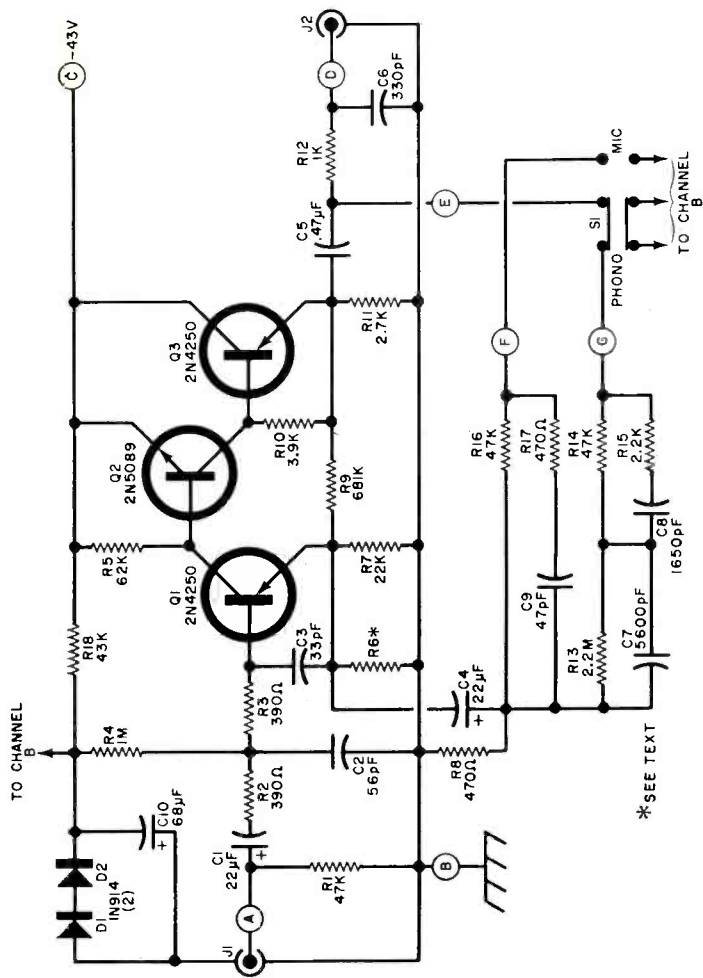 TO CHANNEL
B
C -43V
D1
D2
1N914
(2)
C10
68µF
R4
1M
R18
43K
R5
62K
Q1
2N4250
Q2
2N5089
Q3
2N4250
J1
A
C1
22µF
R1
47K
R2
390Ω
R3
390Ω
C2
56pF
C3
33pF
R6*
R7
22K
R9
681K
R10
3.9K
R11
2.7K
C5
.47µF
R12
1K
D
J2
C6
330pF
B
R8
470Ω
C4
22µF
E
R16
47K
F
MIC
C9
47pF
R17
470Ω
R13
2.2M
R14
47K
G
PHONO
S1
C7
5600pF
C8
1650pF
R15
2.2K
TO CHANNEL
B
*SEE TEXT